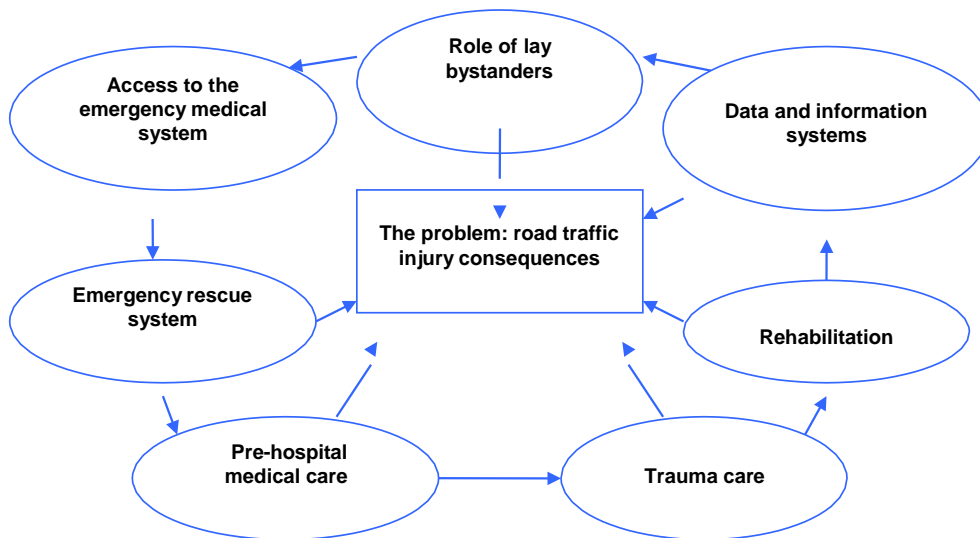 Role of lay
bystanders
Access to the
emergency medical
system
Data and information
systems
The problem: road traffic
injury consequences
Emergency rescue
system
Rehabilitation
Pre-hospital
medical care
Trauma care